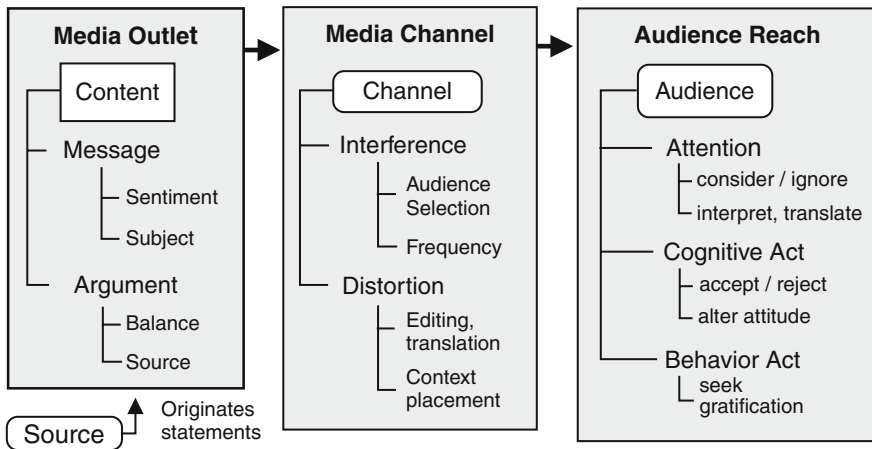 Media Outlet
Content
Message
Sentiment
Subject
Argument
Balance
Source
Source
Originates
statements
Media Channel
Channel
Interference
Audience
Selection
Frequency
Distortion
Editing,
translation
Context
placement
Audience Reach
Audience
Attention
consider / ignore
interpret, translate
Cognitive Act
accept / reject
alter attitude
Behavior Act
seek
gratification